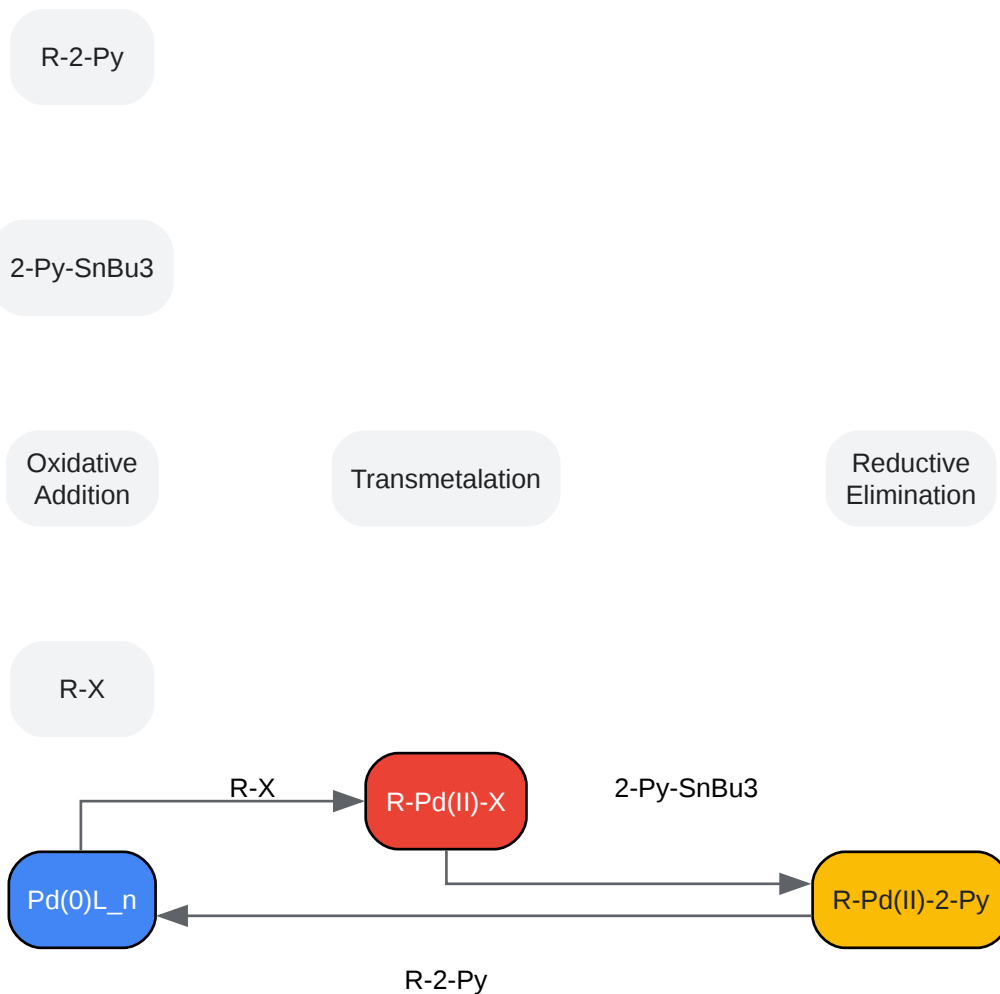 R-2-Py
2-Py-SnBu3
Oxidative
Addition
Transmetalation
Reductive
Elimination
R-X
R-X
R-Pd(II)-X
2-Py-SnBu3
Pd(0)L_n
R-Pd(II)-2-Py
R-2-Py